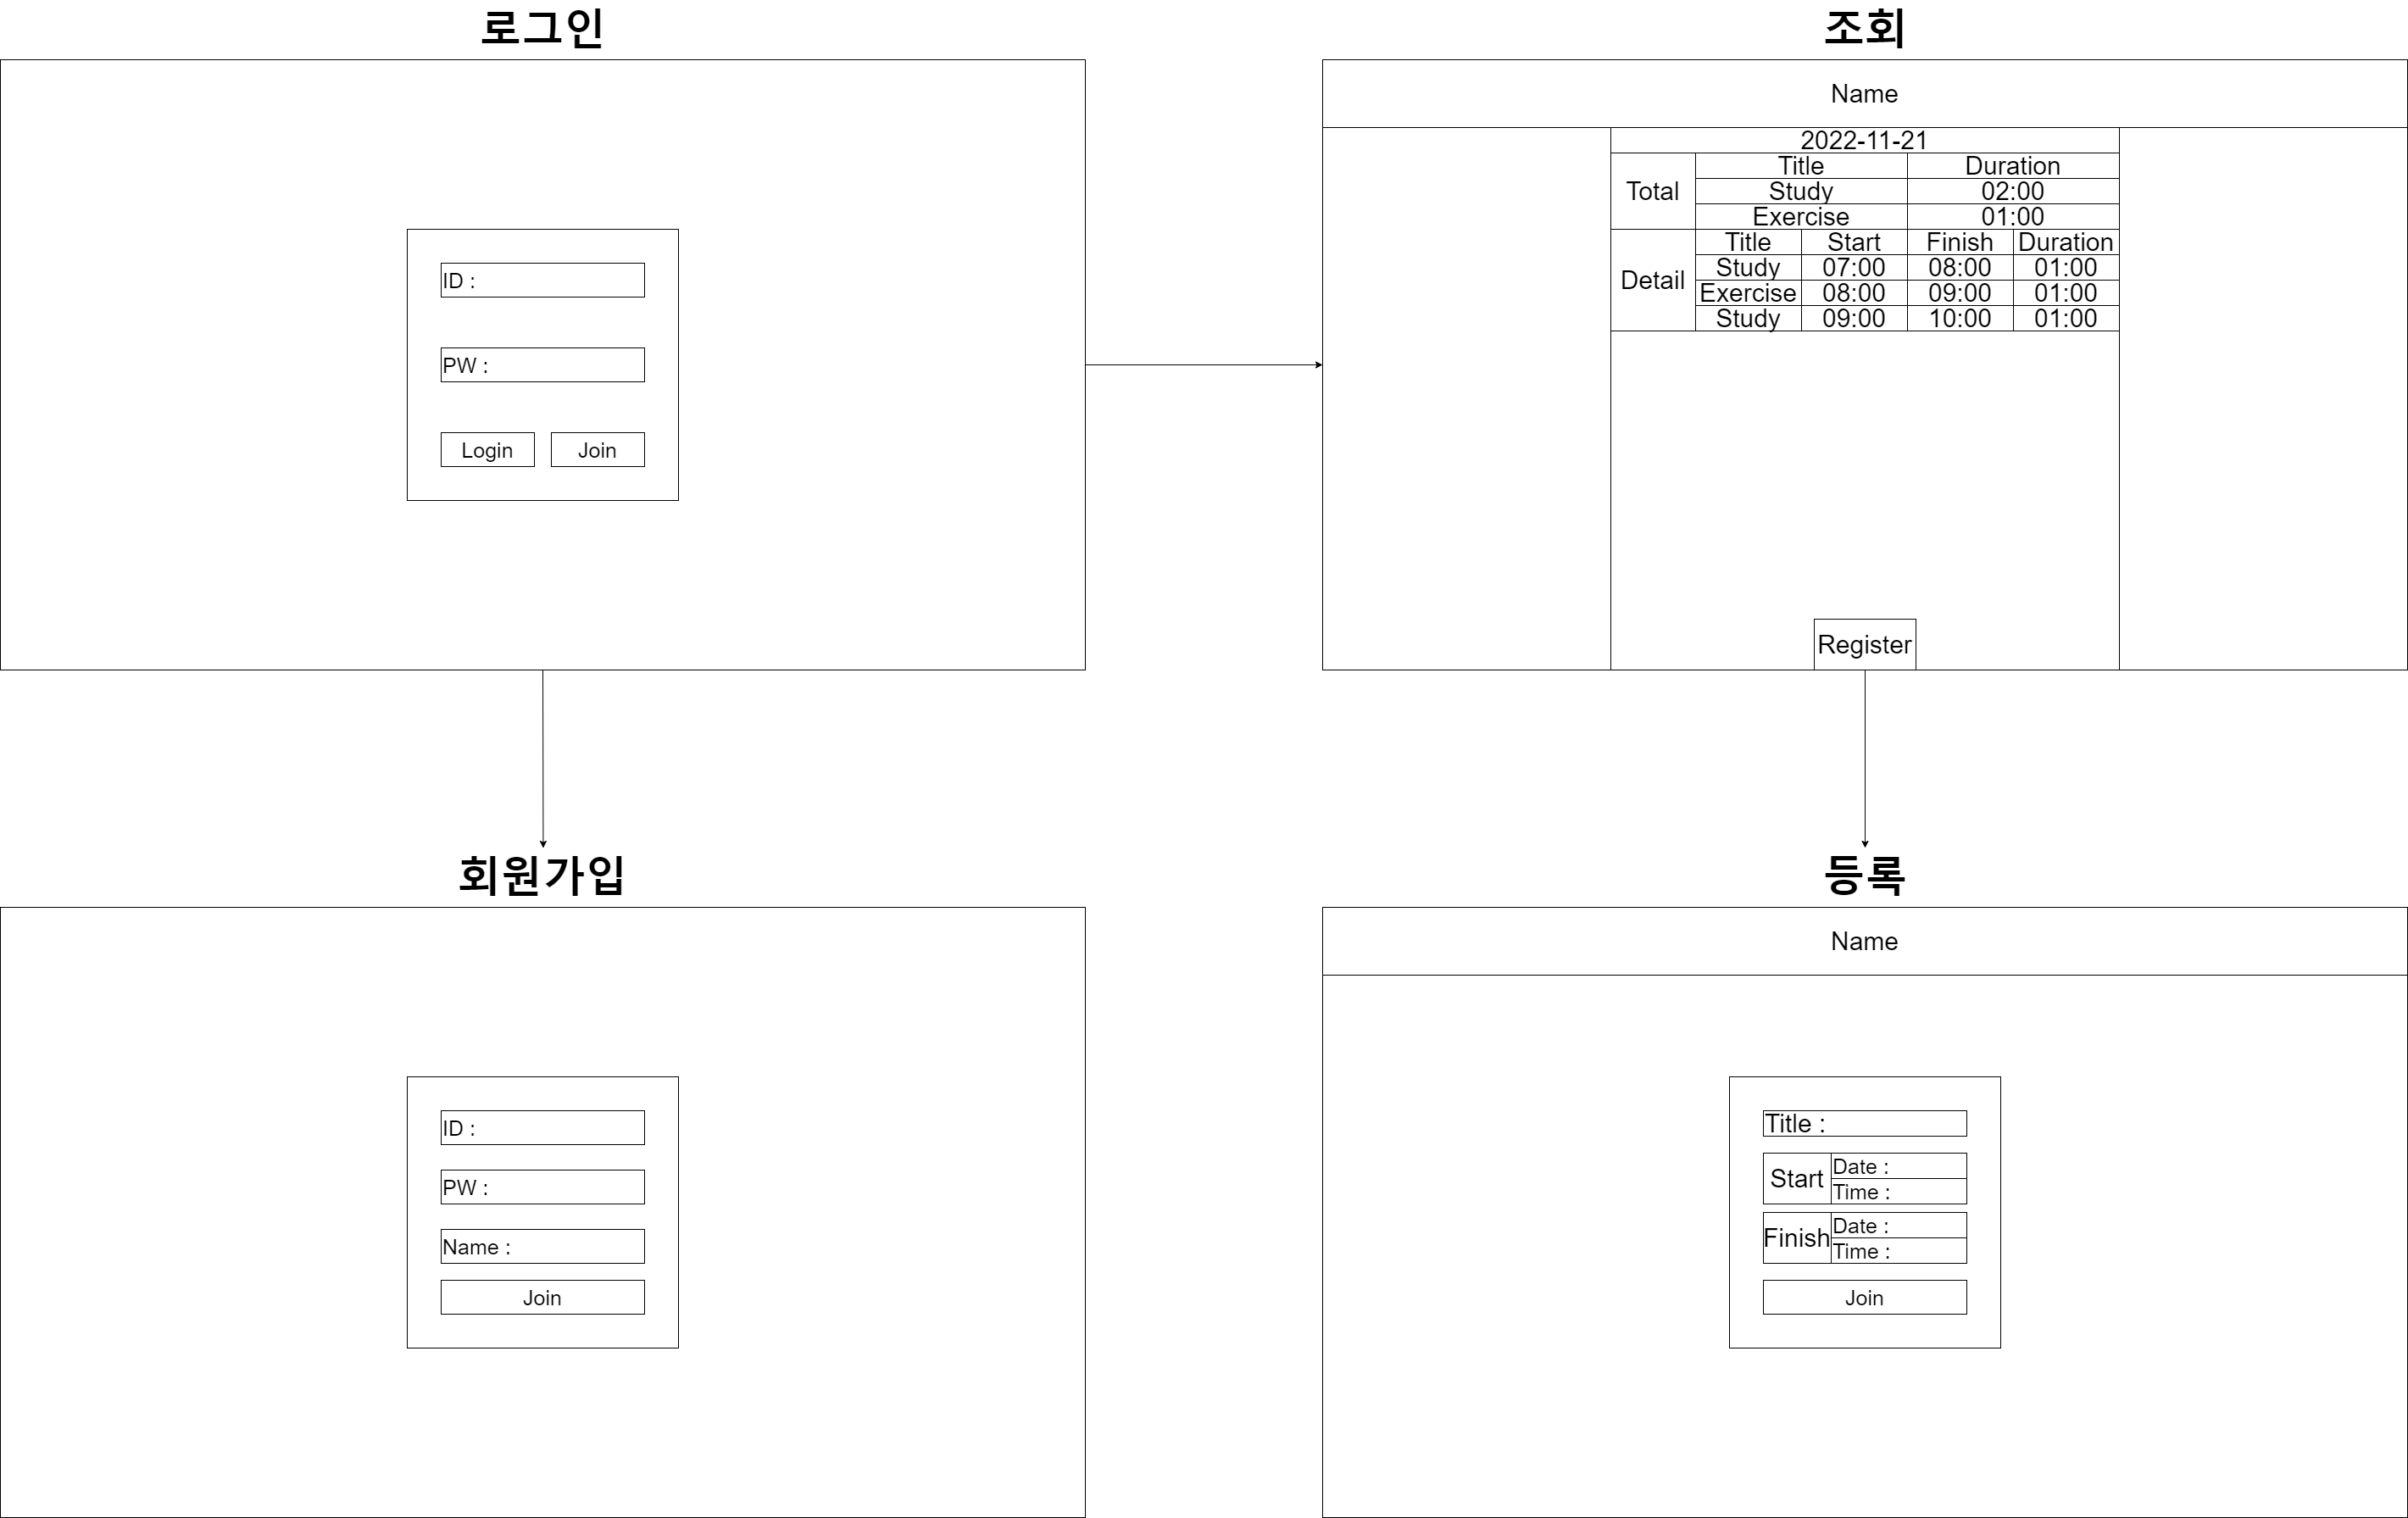 로그인
ID :
PW :
Login Join
조회
Name
2022-11-21
Total
Title Duration
Study 02:00
Exercise 01:00
Detail
Title Start Finish Duration
Study 07:00 08:00 01:00
Exercise 08:00 09:00 01:00
Study 09:00 10:00 01:00
Register
회원가입
ID :
PW :
Name :
Join
등록
Name
Title :
Start
Date :
Time :
Finish
Date :
Time :
Join